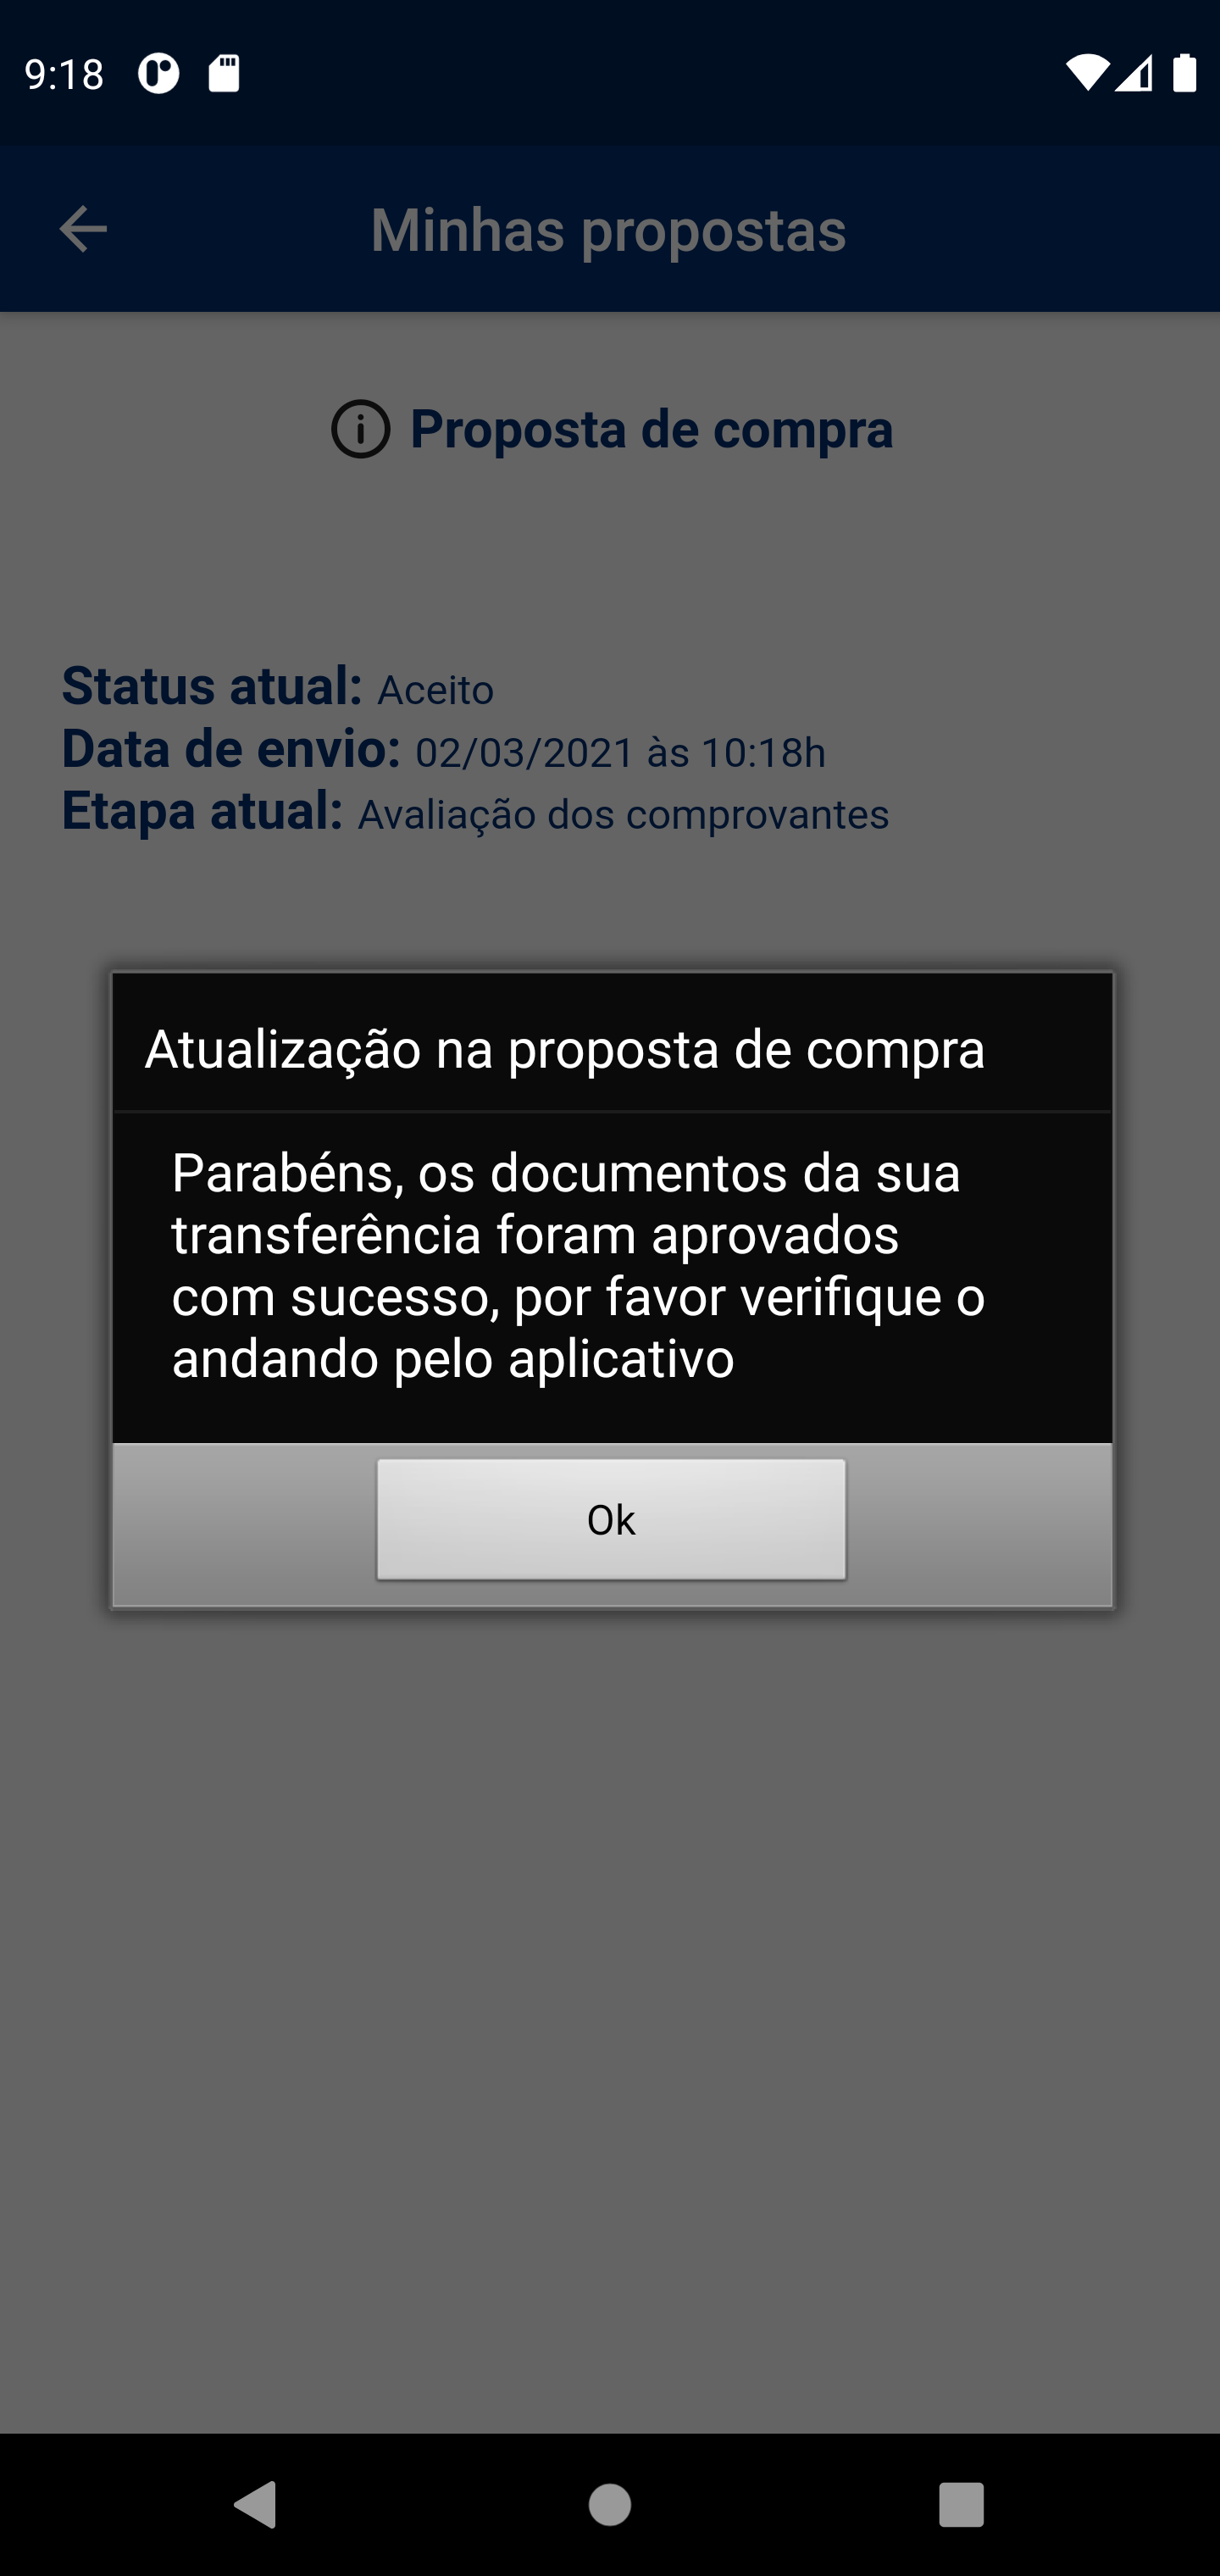 9:18
Minhas propostas
Proposta de compra
Status atual: Aceito
Data de envio: 02/03/2021 às 10:18h
Etapa atual: Avaliação dos comprovantes
Atualização na proposta de compra
Parabéns, os documentos da sua
transferência foram aprovados
com sucesso, por favor verifique o
andando pelo aplicativo
Ok